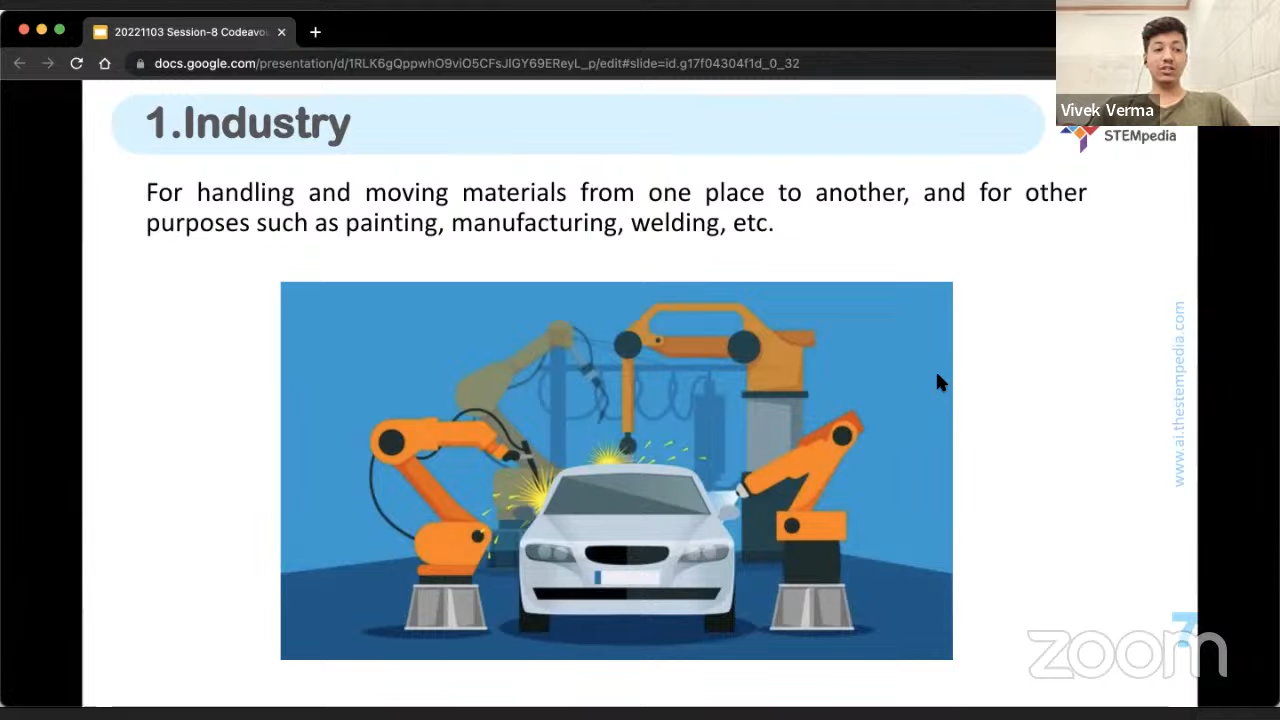 20221103 Session-8 Codeavou
docs.google.com/presentation/d/1RLK6gQppwhO9viO5CFsJIGY69EReyL_p/edit#slide=id.g17f04304f1d_0_32
Vivek Verma
STEMpedia
1.Industry
For handling and moving materials from one place to another, and for other
purposes such as painting, manufacturing, welding, etc.
www.ai.thestempedia.com
7
zoom